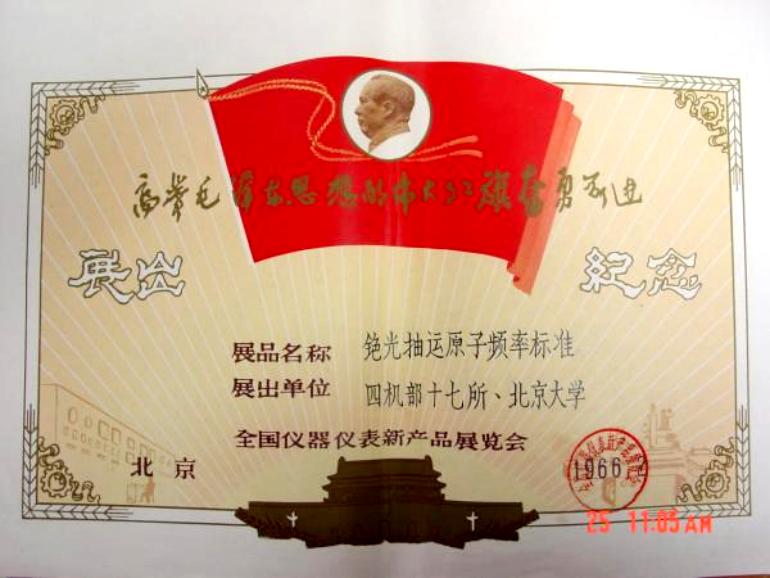 高举毛泽东思想的伟大红旗奋勇前进
展出 纪念
展品名称 铯光抽运原子频率标准
展出单位 四机部十七所、北京大学
全国仪器仪表新产品展览会
北京
1966
25 11:05 AM